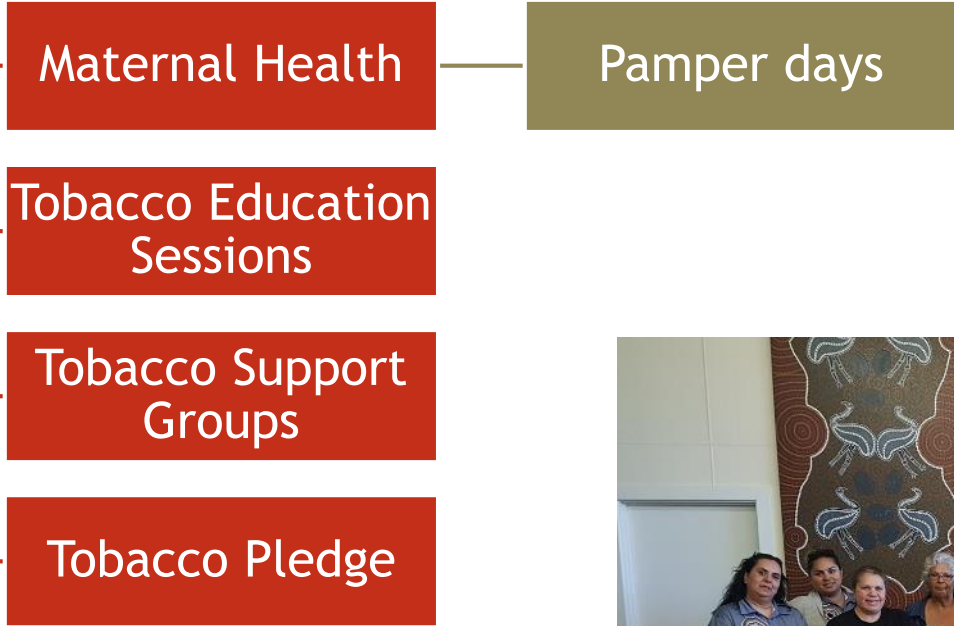 Maternal Health
Pamper days
Tobacco Education
Sessions
Tobacco Support
Groups
Tobacco Pledge